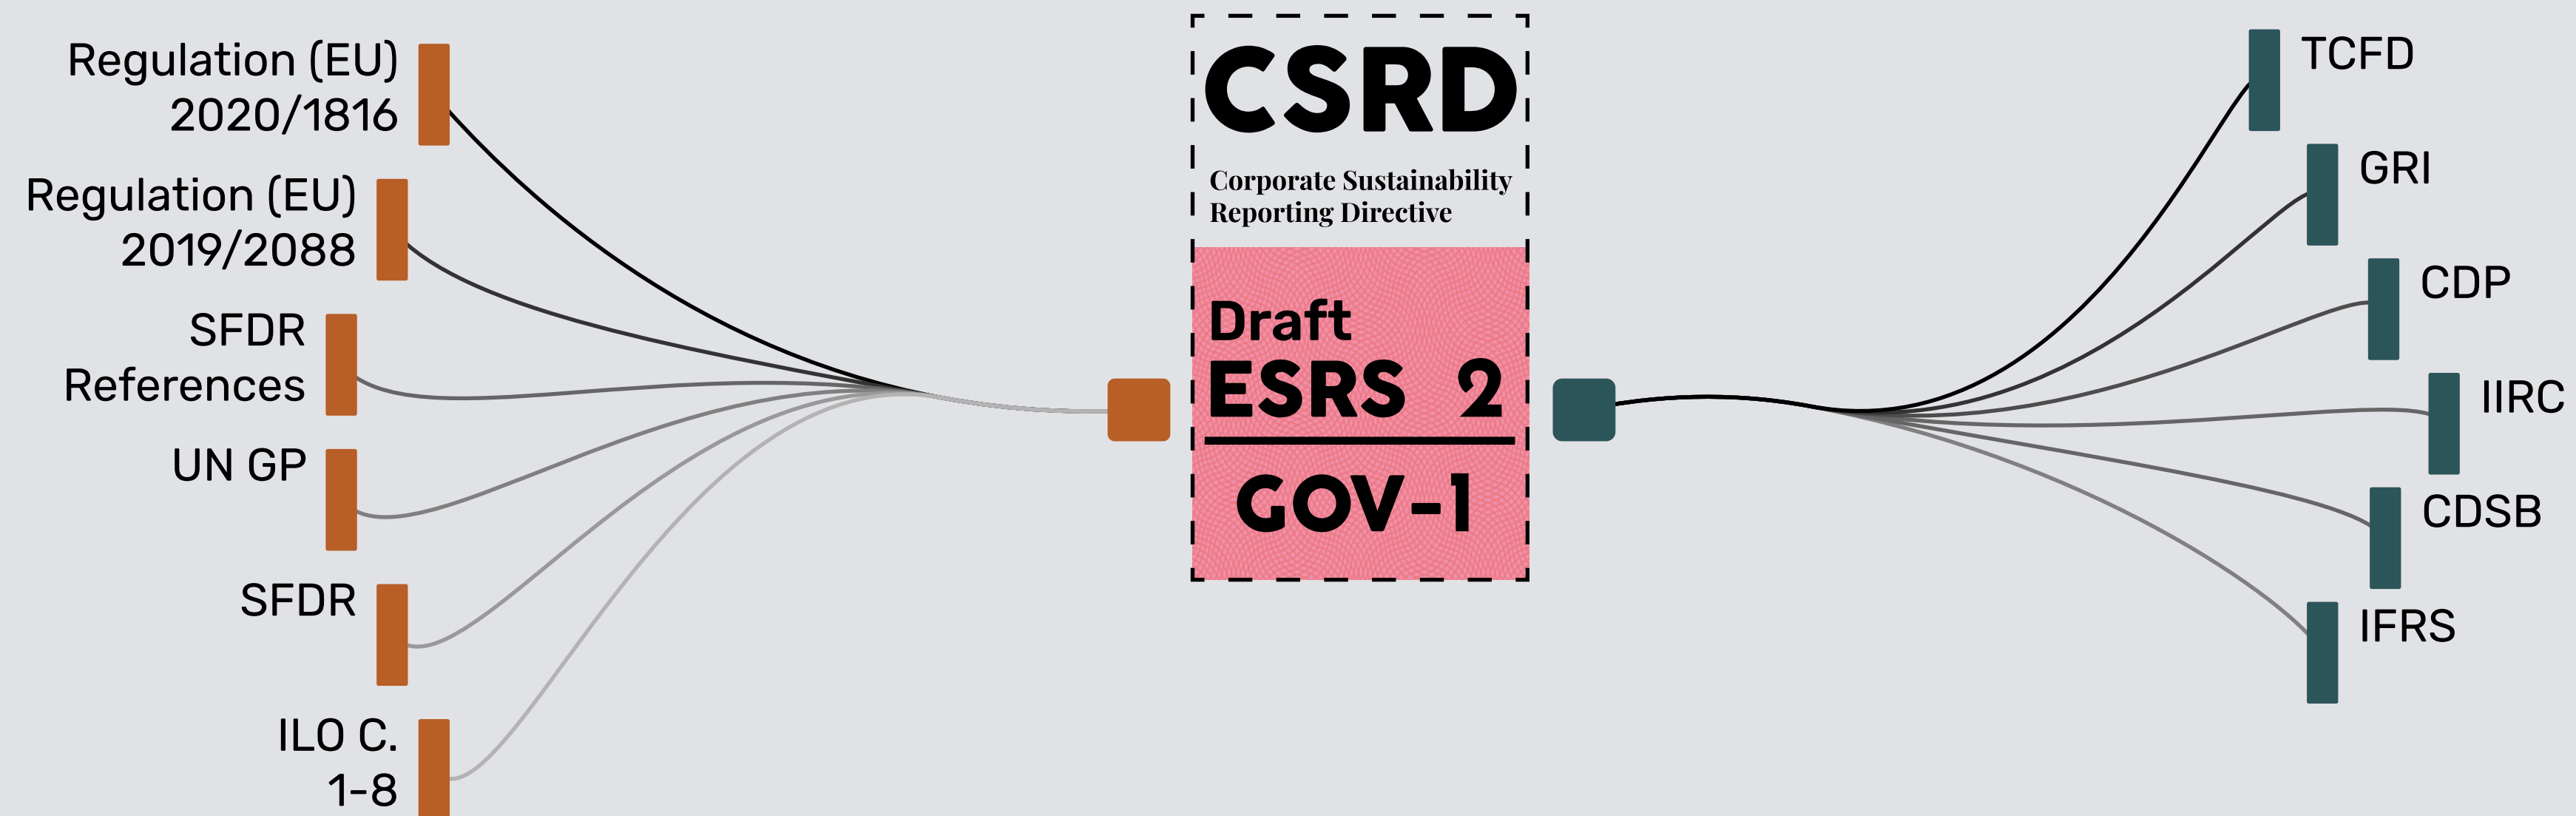 Regulation (EU)
2020/1816
Regulation (EU)
2019/2088
SFDR
References
UN GP
SFDR
ILO C.
1-8
CSRD
Corporate Sustainability
Reporting Directive
Draft
ESRS 2
GOV-1
TCFD
GRI
CDP
IIRC
CDSB
IFRS